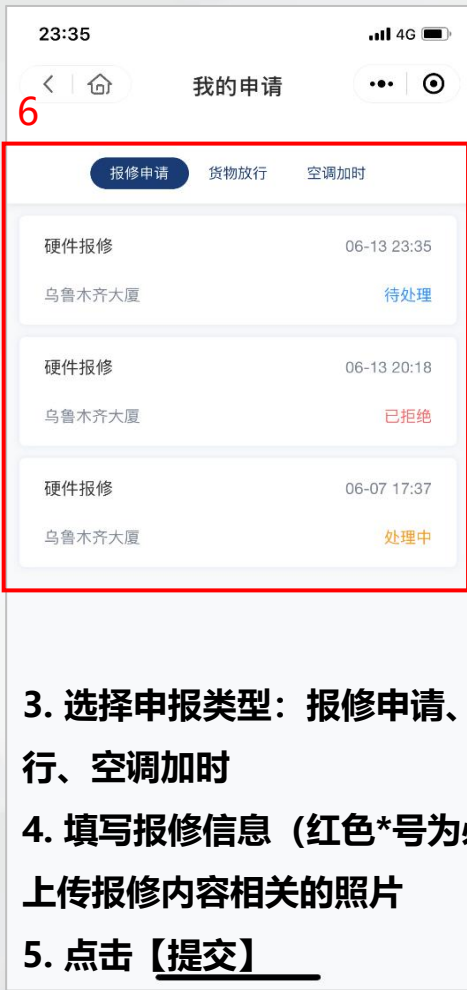 23:35
4G
我的申请
6
报修申请 货物放行 空调加时
硬件报修 06-13 23:35
乌鲁木齐大厦 待处理
硬件报修 06-13 20:18
乌鲁木齐大厦 已拒绝
硬件报修 06-07 17:37
乌鲁木齐大厦 处理中
3. 选择申报类型：报修申请、
行、空调加时
4. 填写报修信息（红色*号为
上传报修内容相关的照片
5. 点击【提交】